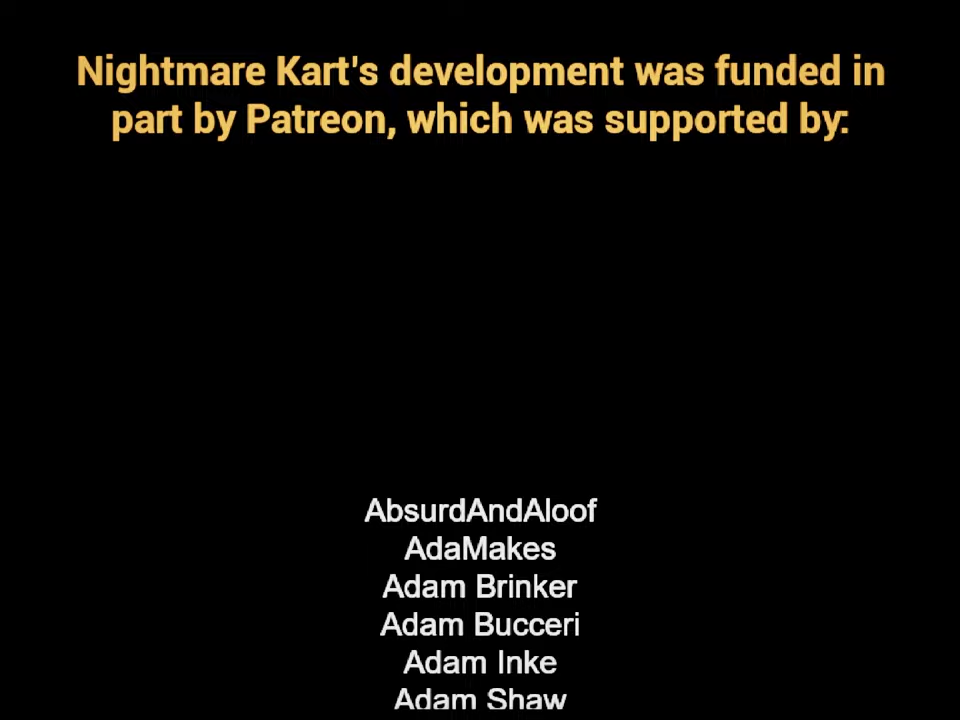 Nightmare Kart's development was funded in
part by Patreon, which was supported by:
AbsurdAndAloof
AdaMakes
Adam Brinker
Adam Bucceri
Adam Inke
Adam Shaw